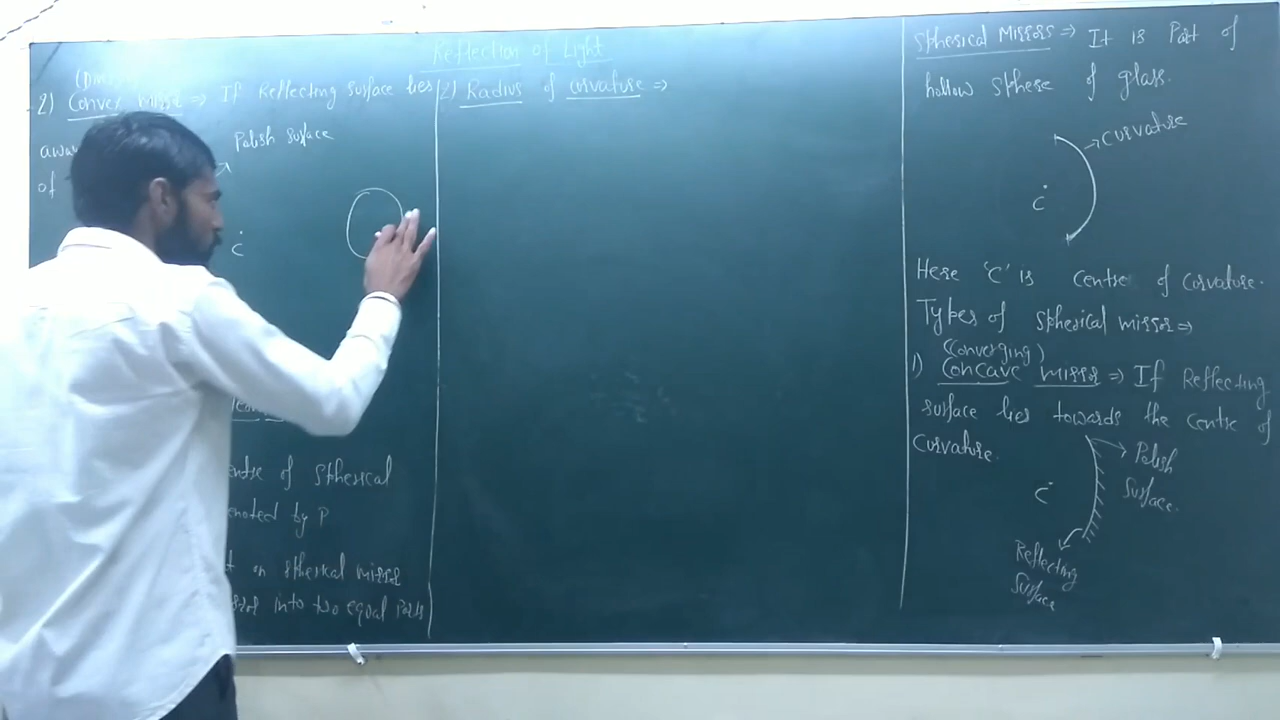 Reflection of Light
2) Convex mirror ⇒ If Reflecting surface lies
of
Polish surface
C
entre of Spherical
enoted by P
t on spherical mirror
into two equal Parts
2) Radius of curvature ⇒
Spherical Mirrors ⇒ It is Part of
hollow sphere of glass.
Curvature
C
Here 'C' is centre of curvature.
Types of spherical mirror ⇒
(Converging)
1) Concave mirror ⇒ If Reflecting
surface lies towards the centre of
curvature.
Polish
Surface.
C
Reflecting
Surface